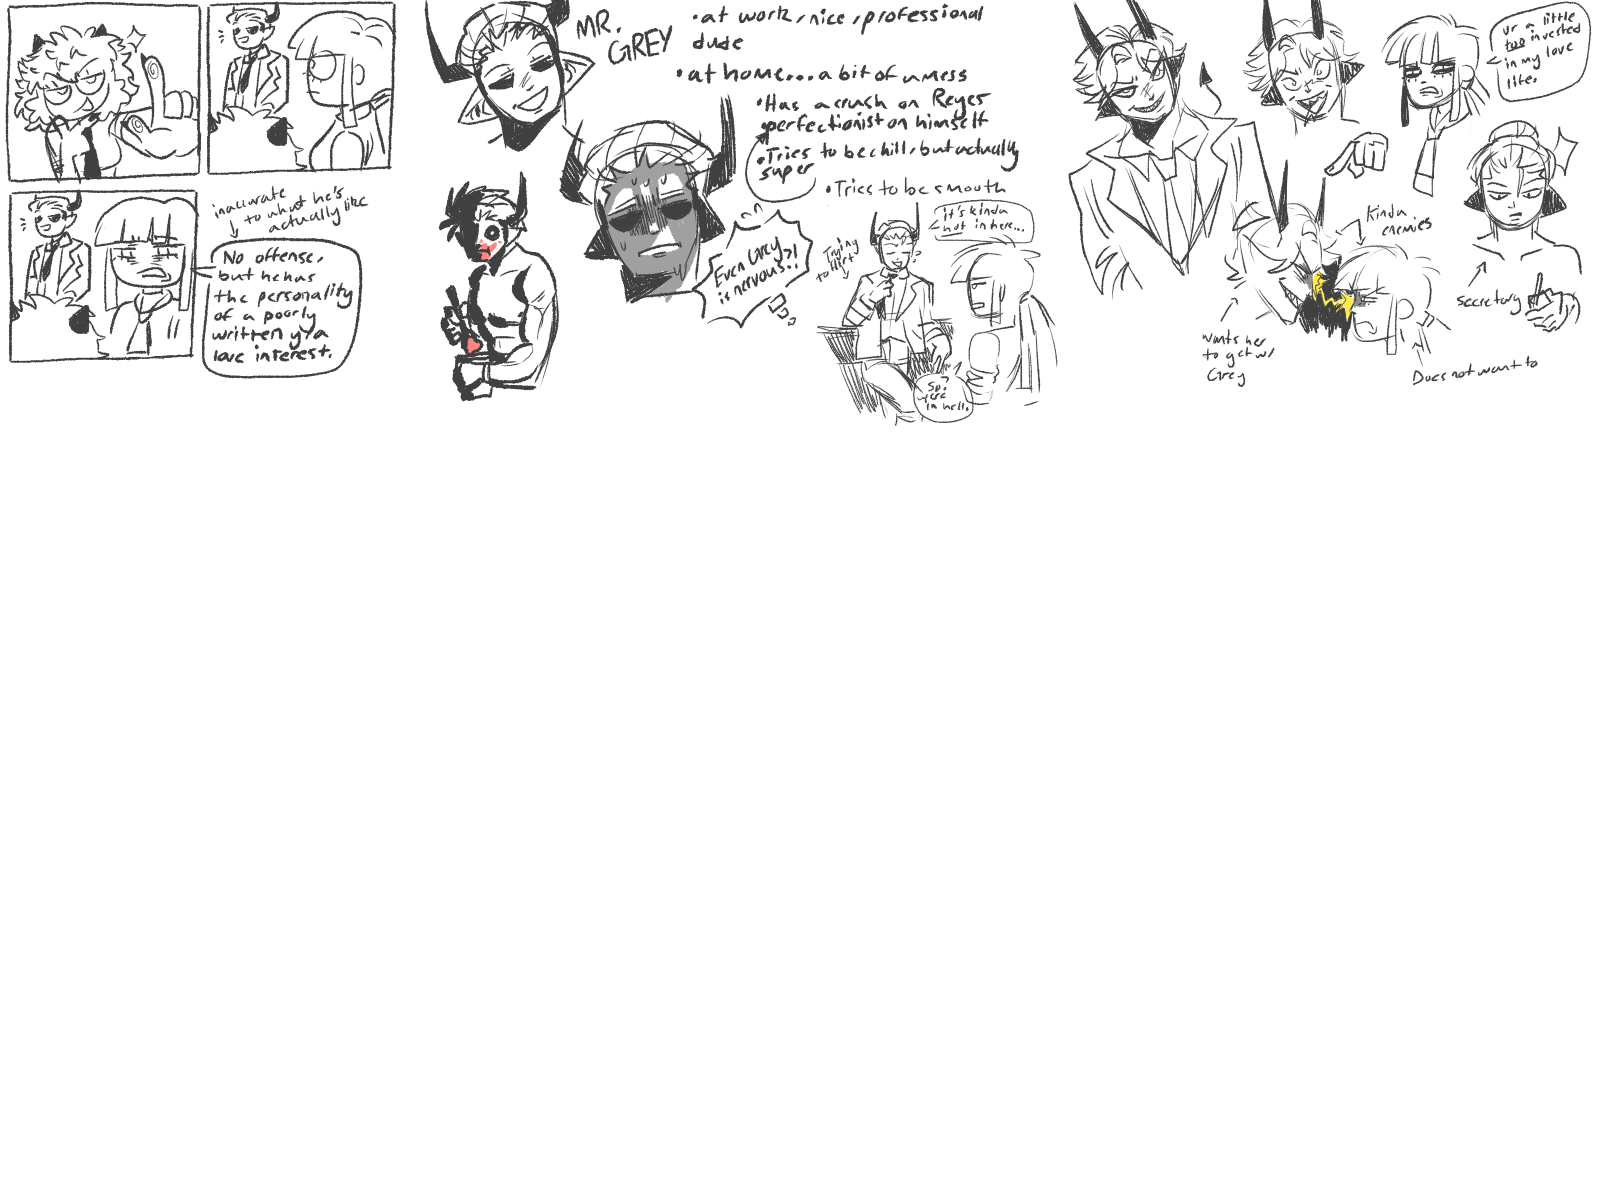 inaccurate
to what he's
actually like
No offense,
but he has
the personality
of a poorly
written yA
love interest.
MR.
GREY
•at work, nice, professional
dude
•at home... a bit of a mess
•Has a crush on Reyes
•perfectionist on himself
•Tries to be chill, but actually
super
•Tries to be smooth
Even Grey
is nervous?!
Trying
to flirt
it's kinda
hot in here...
So?
we're
in hell.
ur a little
too invested
in my love
life.
Kinda
enemies
secretary
wants her
to get w/
Grey
Does not want to